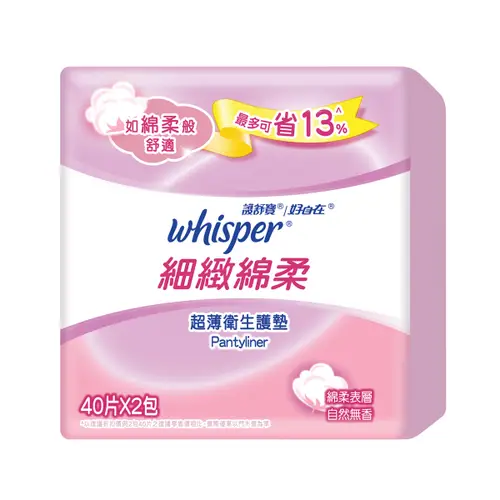 如綿柔般
舒適
最多可省13%^
護舒寶®/好自在®
whisper®
細緻綿柔
超薄衛生護墊
Pantyliner
40片X2包
綿柔表層
自然無香